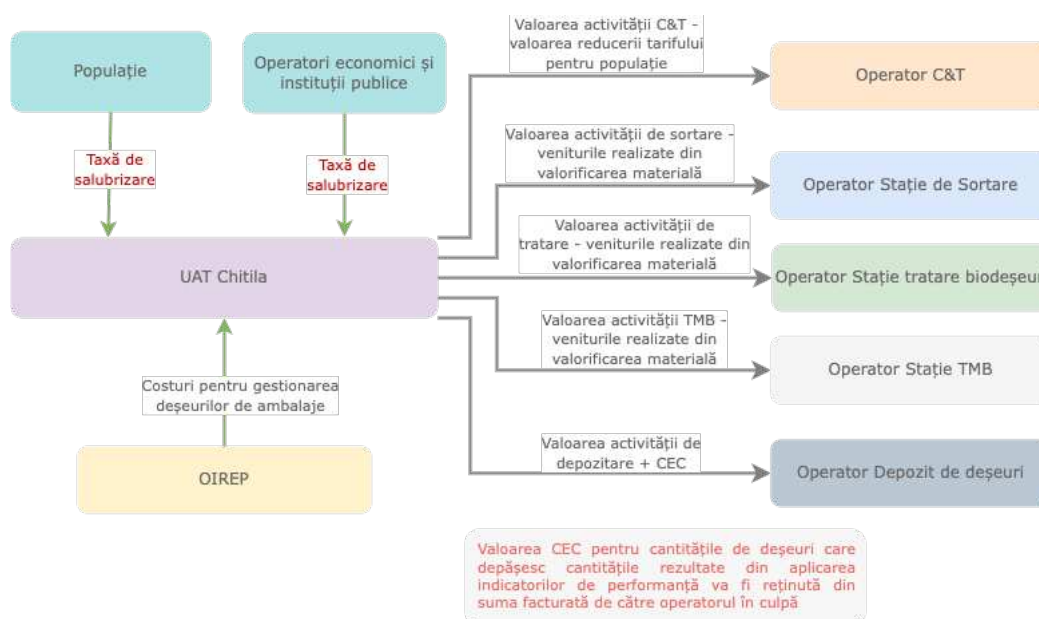 Populație
Operatori economici și
instituții publice
Valoarea activității C&T -
valoarea reducerii tarifului
pentru populație
Operator C&T
Taxă de
salubrizare
Taxă de
salubrizare
Valoarea activității de sortare -
veniturile realizate din
valorificarea materială
Operator Stație de Sortare
UAT Chitila
Valoarea activității de
tratare - veniturile realizate din
valorificarea materială
Operator Stație tratare biodeșeur
Valoarea activității TMB -
veniturile realizate din
valorificarea materială
Operator Stație TMB
Costuri pentru gestionarea
deșeurilor de ambalaje
OIREP
Valoarea activității de
depozitare + CEC
Operator Depozit de deșeuri
Valoarea CEC pentru cantitățile de deșeuri care
depășesc cantitățile rezultate din aplicarea
indicatorilor de performanță va fi reținută din
suma facturată de către operatorul în culpă